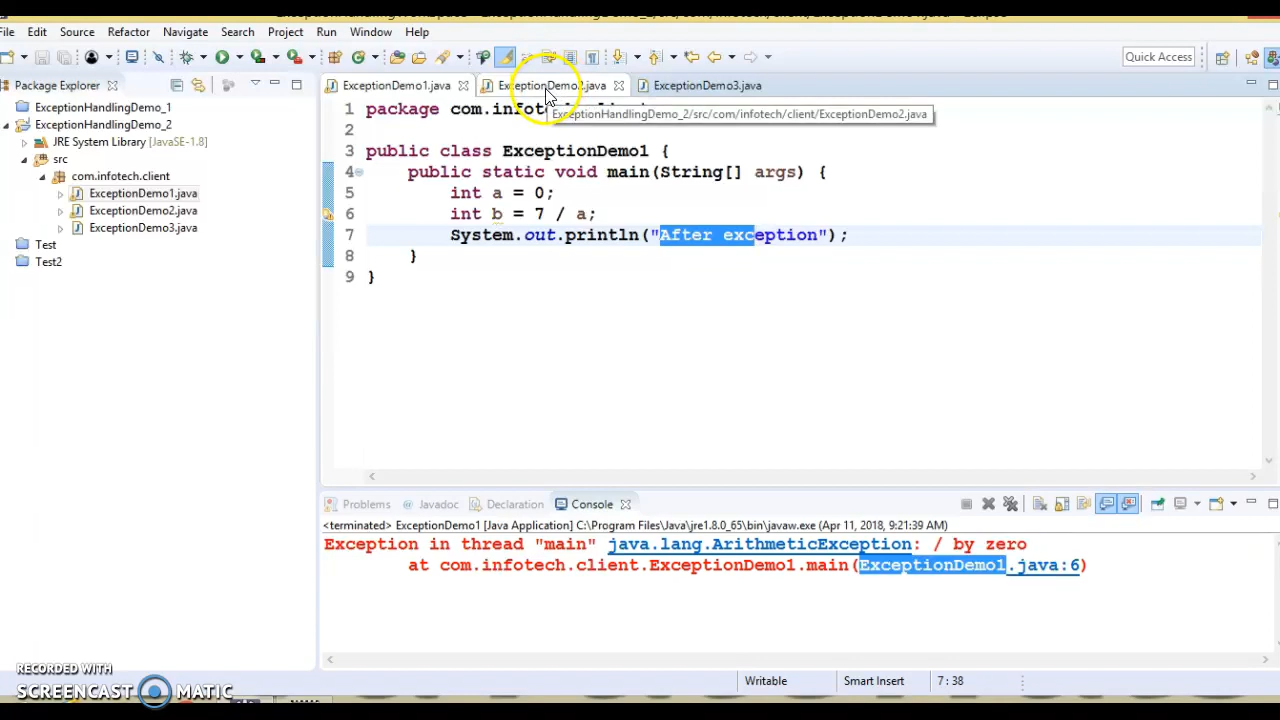 File Edit Source Refactor Navigate Search Project Run Window Help
Quick Access
Package Explorer
ExceptionHandlingDemo_1
ExceptionHandlingDemo_2
JRE System Library [JavaSE-1.8]
src
com.infotech.client
ExceptionDemo1.java
ExceptionDemo2.java
ExceptionDemo3.java
Test
Test2
ExceptionDemo1.java ExceptionDemo2.java ExceptionDemo3.java
ExceptionHandlingDemo_2/src/com/infotech/client/ExceptionDemo2.java
1 package com.infotech
2
3 public class ExceptionDemo1 {
4 public static void main(String[] args) {
5 int a = 0;
6 int b = 7 / a;
7 System.out.println("After exception");
8 }
9 }
Problems @ Javadoc Declaration Console
<terminated> ExceptionDemo1 [Java Application] C:\Program Files\Java\jre1.8.0_65\bin\javaw.exe (Apr 11, 2018, 9:21:39 AM)
Exception in thread "main" java.lang.ArithmeticException: / by zero
at com.infotech.client.ExceptionDemo1.main(ExceptionDemo1.java:6)
Writable Smart Insert 7 : 38
RECORDED WITH
SCREENCAST MATIC